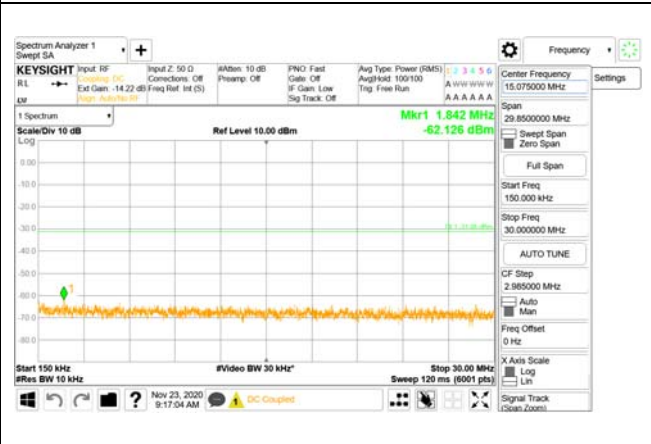 Spectrum Analyzer 1
Swept SA
Frequency
KEYSIGHT
RL
Input: RF
Coupling: DC
Ext Gain: -14.22 dB
Align: Auto/No RF
Input Z: 50 Ω
Corrections: Off
Freq Ref: Int (S)
#Atten: 10 dB
Preamp: Off
PNO: Fast
Gate: Off
IF Gain: Low
Sig Track: Off
Avg Type: Power (RMS)
Avg|Hold: 100/100
Trig: Free Run
1 2 3 4 5 6
A W W W W W
A A A A A A
1 Spectrum
Scale/Div 10 dB
Log
Ref Level 10.00 dBm
Mkr1 1.842 MHz
-62.126 dBm
0.00
-10.0
-20.0
-30.0
-40.0
-50.0
-60.0
-70.0
-80.0
1
Start 150 kHz
#Res BW 10 kHz
#Video BW 30 kHz*
Stop 30.00 MHz
Sweep 120 ms (6001 pts)
Nov 23, 2020
9:17:04 AM
DC Coupled
Center Frequency
15.075000 MHz
Settings
Span
29.8500000 MHz
Swept Span
Zero Span
Full Span
Start Freq
150.000 kHz
Stop Freq
30.000000 MHz
AUTO TUNE
CF Step
2.985000 MHz
Auto
Man
Freq Offset
0 Hz
X Axis Scale
Log
Lin
Signal Track
(Span Zoom)